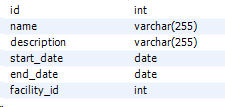 id int
name varchar(255)
description varchar(255)
start_date date
end_date date
facility_id int